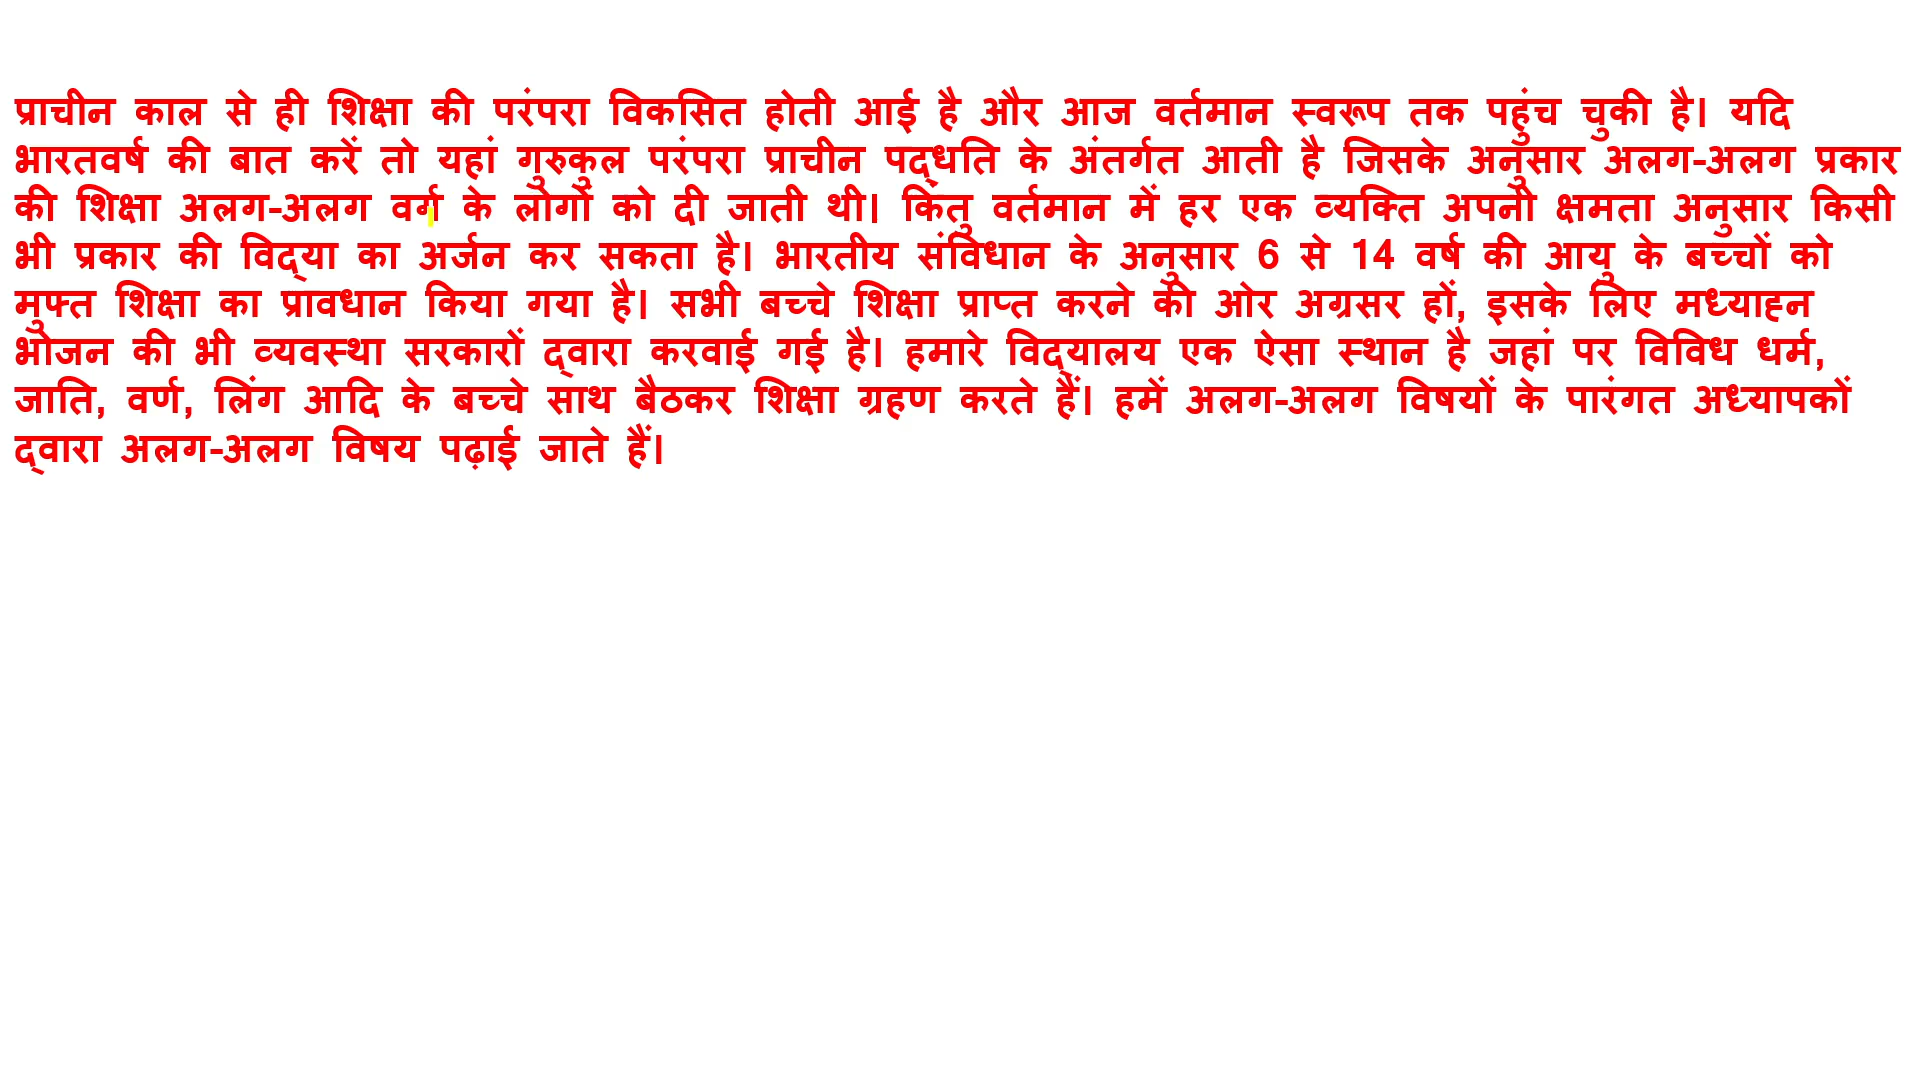 प्राचीन काल से ही शिक्षा की परंपरा विकसित होती आई है और आज वर्तमान स्वरूप तक पहुंच चुकी है। यदि
भारतवर्ष की बात करें तो यहां गुरुकुल परंपरा प्राचीन पद्धति के अंतर्गत आती है जिसके अनुसार अलग-अलग प्रकार
की शिक्षा अलग-अलग वर्ग के लोगों को दी जाती थी। किंतु वर्तमान में हर एक व्यक्ति अपनी क्षमता अनुसार किसी
भी प्रकार की विद्या का अर्जन कर सकता है। भारतीय संविधान के अनुसार 6 से 14 वर्ष की आयु के बच्चों को
मुफ्त शिक्षा का प्रावधान किया गया है। सभी बच्चे शिक्षा प्राप्त करने की ओर अग्रसर हों, इसके लिए मध्याह्न
भोजन की भी व्यवस्था सरकारों द्वारा करवाई गई है। हमारे विद्यालय एक ऐसा स्थान है जहां पर विविध धर्म,
जाति, वर्ण, लिंग आदि के बच्चे साथ बैठकर शिक्षा ग्रहण करते हैं। हमें अलग-अलग विषयों के पारंगत अध्यापकों
द्वारा अलग-अलग विषय पढ़ाई जाते हैं।